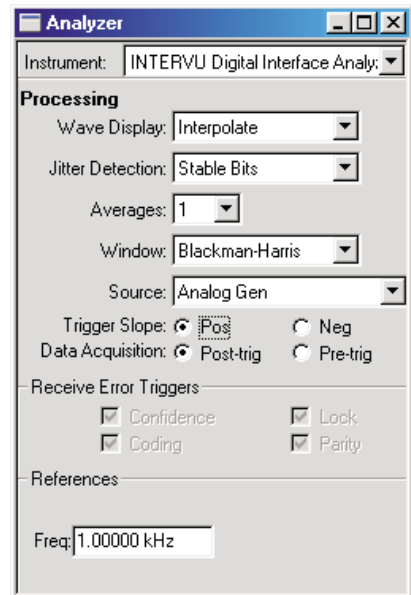 Analyzer
Instrument: INTERVU Digital Interface Analy:
Processing
Wave Display: Interpolate
Jitter Detection: Stable Bits
Averages: 1
Window: Blackman-Harris
Source: Analog Gen
Trigger Slope: Pos Neg
Data Acquisition: Post-trig Pre-trig
Receive Error Triggers
Confidence Lock
Coding Parity
References
Freq: 1.00000 kHz